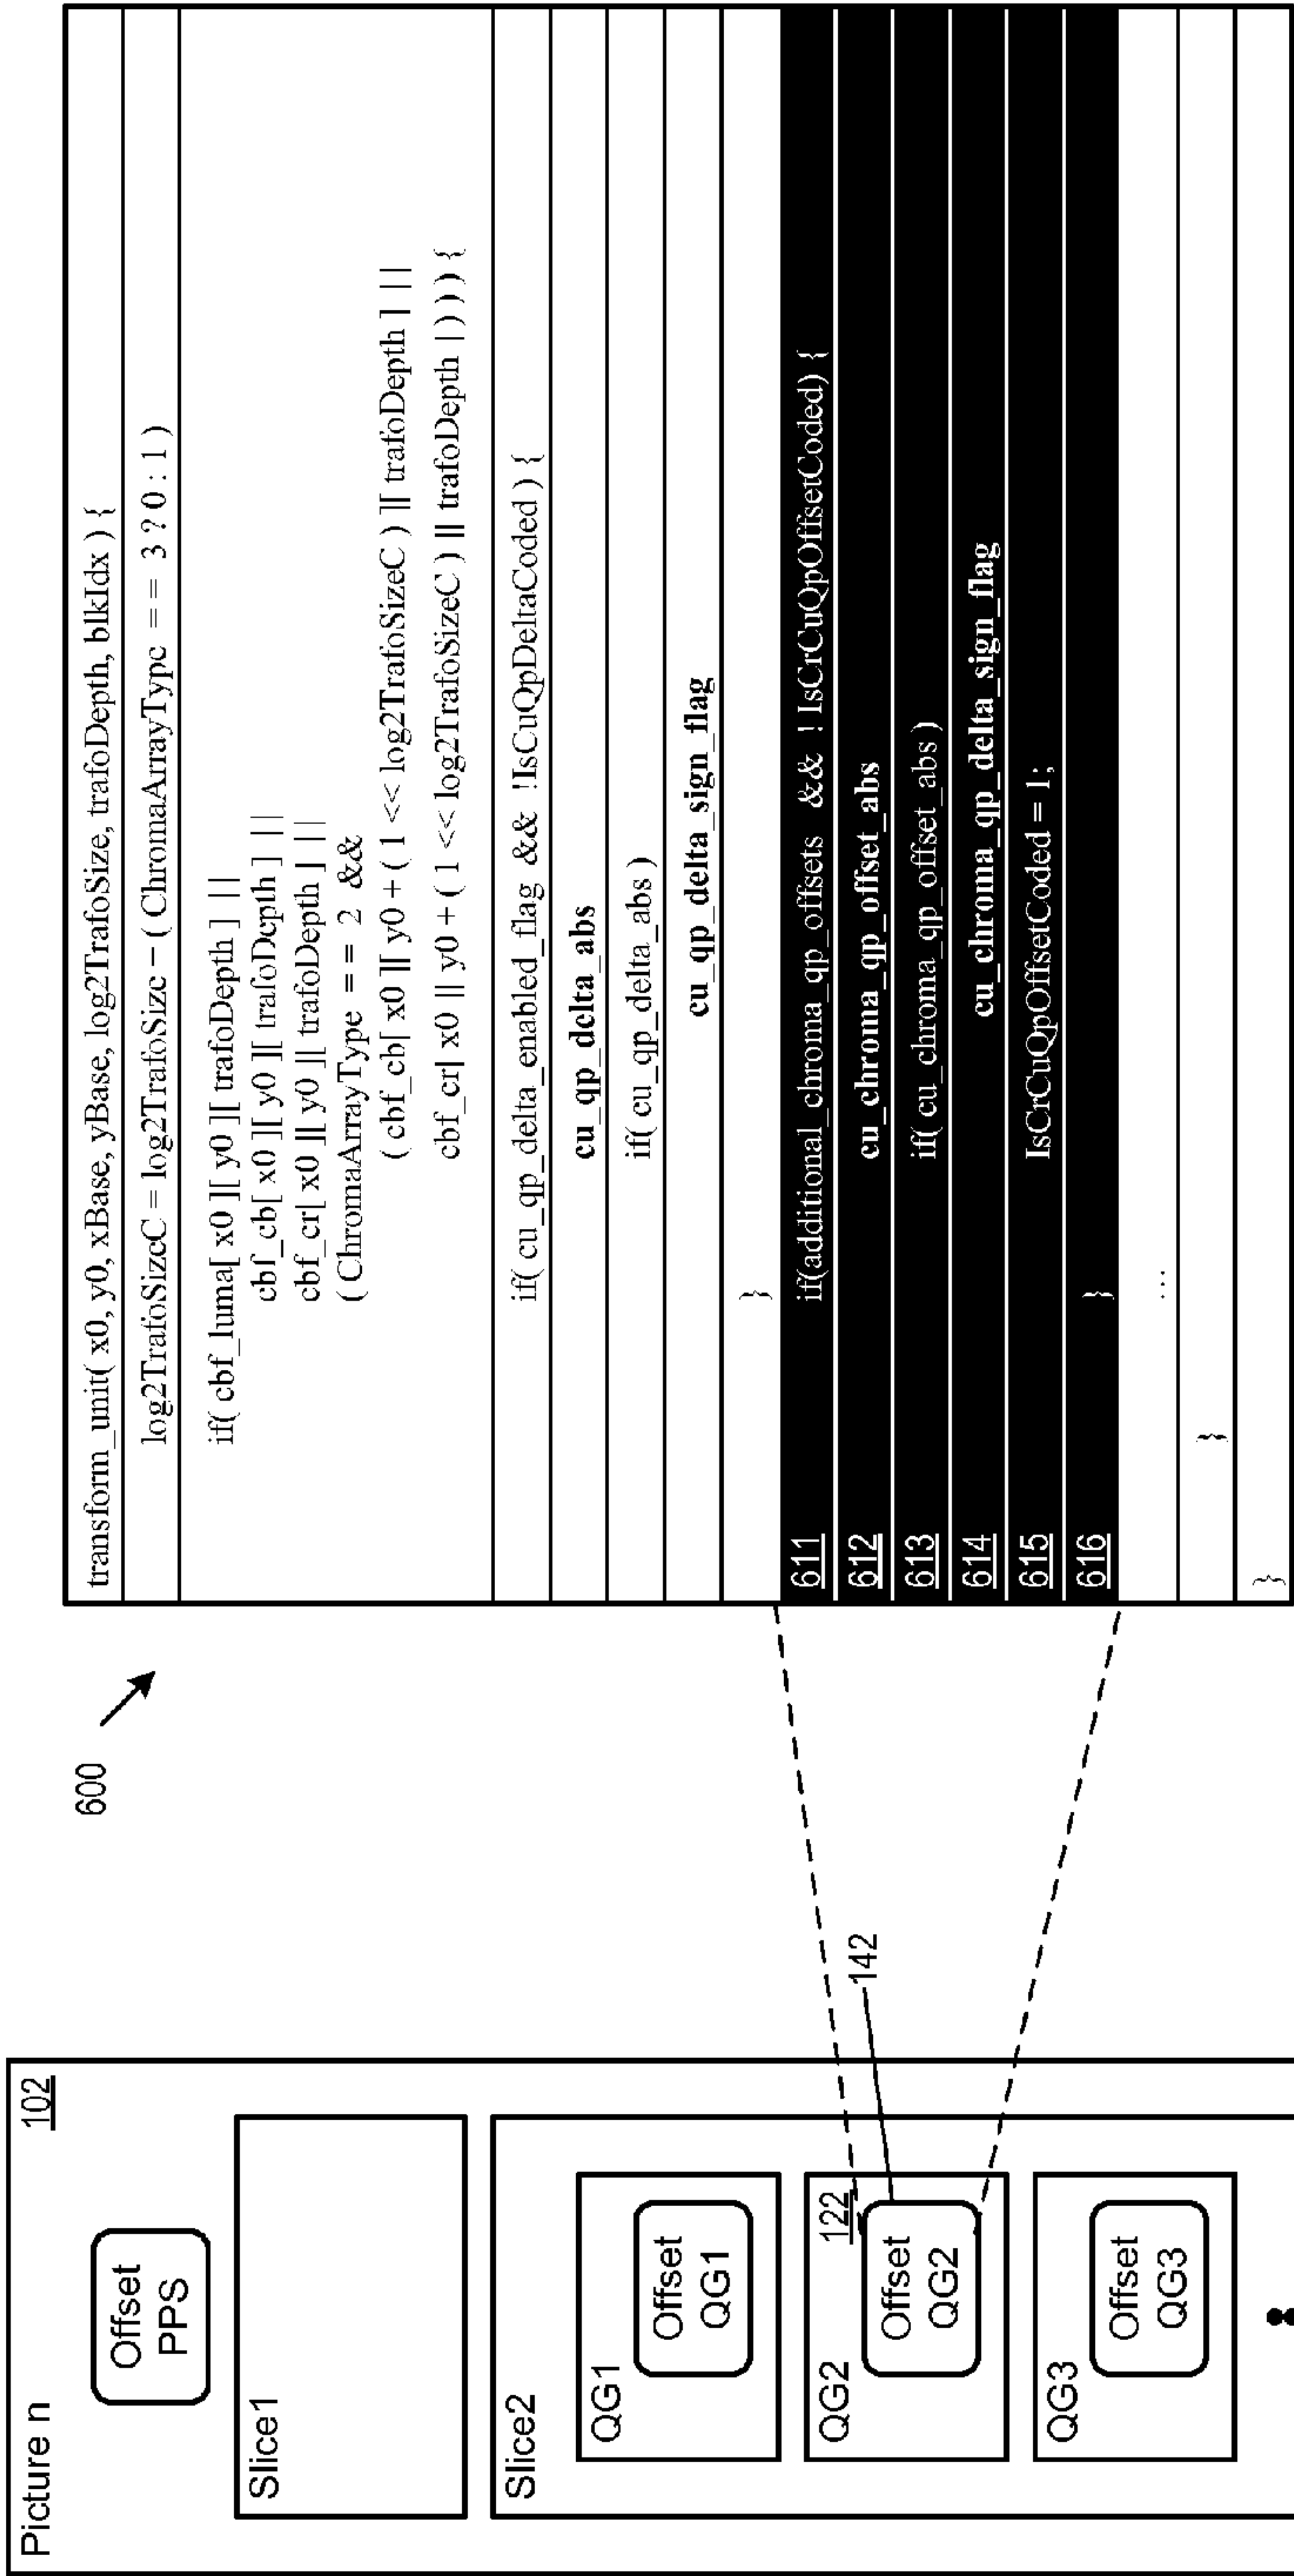 Picture n
102
Offset
PPS
Slice1
Slice2
QG1
Offset
QG1
QG2
122
Offset
QG2
142
QG3
Offset
QG3
600
transform_unit( x0, y0, xBase, yBase, log2TrafoSize, trafoDepth, blkIdx ) {
log2TrafoSizeC = log2TrafoSize − ( ChromaArrayType = = 3 ? 0 : 1 )
if( cbf_luma[ x0 ][ y0 ][ trafoDepth ] | |
cbf_cb[ x0 ][ y0 ][ trafoDepth ] | |
cbf_cr[ x0 ][ y0 ][ trafoDepth ] | |
( ChromaArrayType = = 2 &&
( cbf_cb[ x0 ][ y0 + ( 1 << log2TrafoSizeC ) ][ trafoDepth ] | |
cbf_cr[ x0 ][ y0 + ( 1 << log2TrafoSizeC ) ][ trafoDepth ] ) ) ) {
if( cu_qp_delta_enabled_flag && !IsCuQpDeltaCoded ) {
cu_qp_delta_abs
if( cu_qp_delta_abs )
cu_qp_delta_sign_flag
}
611 if(additional_chroma_qp_offsets && ! IsCrCuQpOffsetCoded) {
612 cu_chroma_qp_offset_abs
613 if( cu_chroma_qp_offset_abs )
614 cu_chroma_qp_delta_sign_flag
615 IsCrCuQpOffsetCoded = 1;
616 }
…
}
}